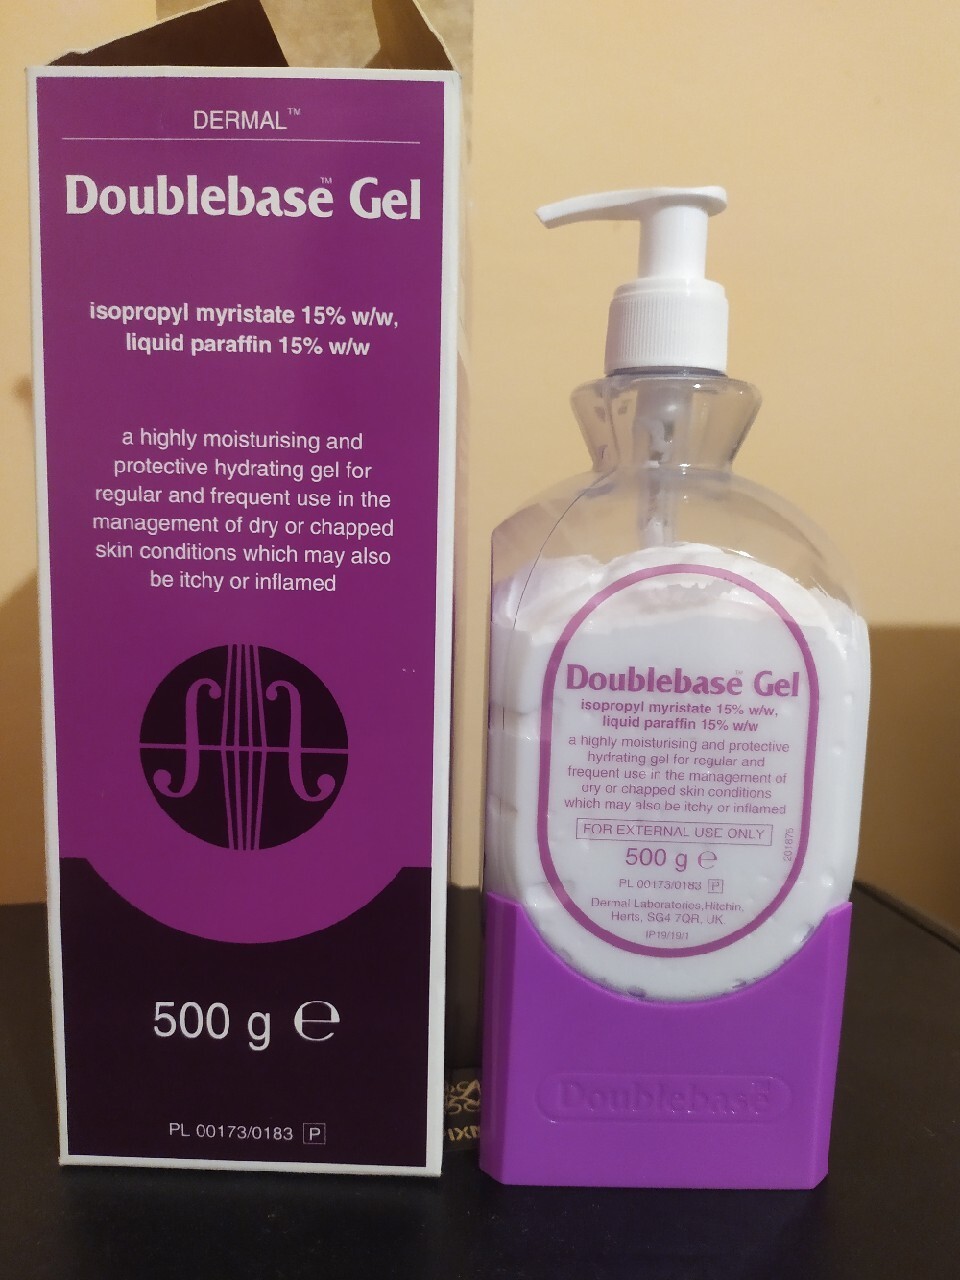 DERMAL™
Doublebase™ Gel
isopropyl myristate 15% w/w,
liquid paraffin 15% w/w
a highly moisturising and
protective hydrating gel for
regular and frequent use in the
management of dry or chapped
skin conditions which may also
be itchy or inflamed
500 g ℮
PL 00173/0183 P
Doublebase™ Gel
isopropyl myristate 15% w/w,
liquid paraffin 15% w/w
a highly moisturising and protective
hydrating gel for regular and
frequent use in the management of
dry or chapped skin conditions
which may also be itchy or inflamed
FOR EXTERNAL USE ONLY
500 g ℮
PL 00173/0183 P
Dermal Laboratories, Hitchin,
Herts, SG4 7QR, UK.
IP19/19/1
Doublebase™